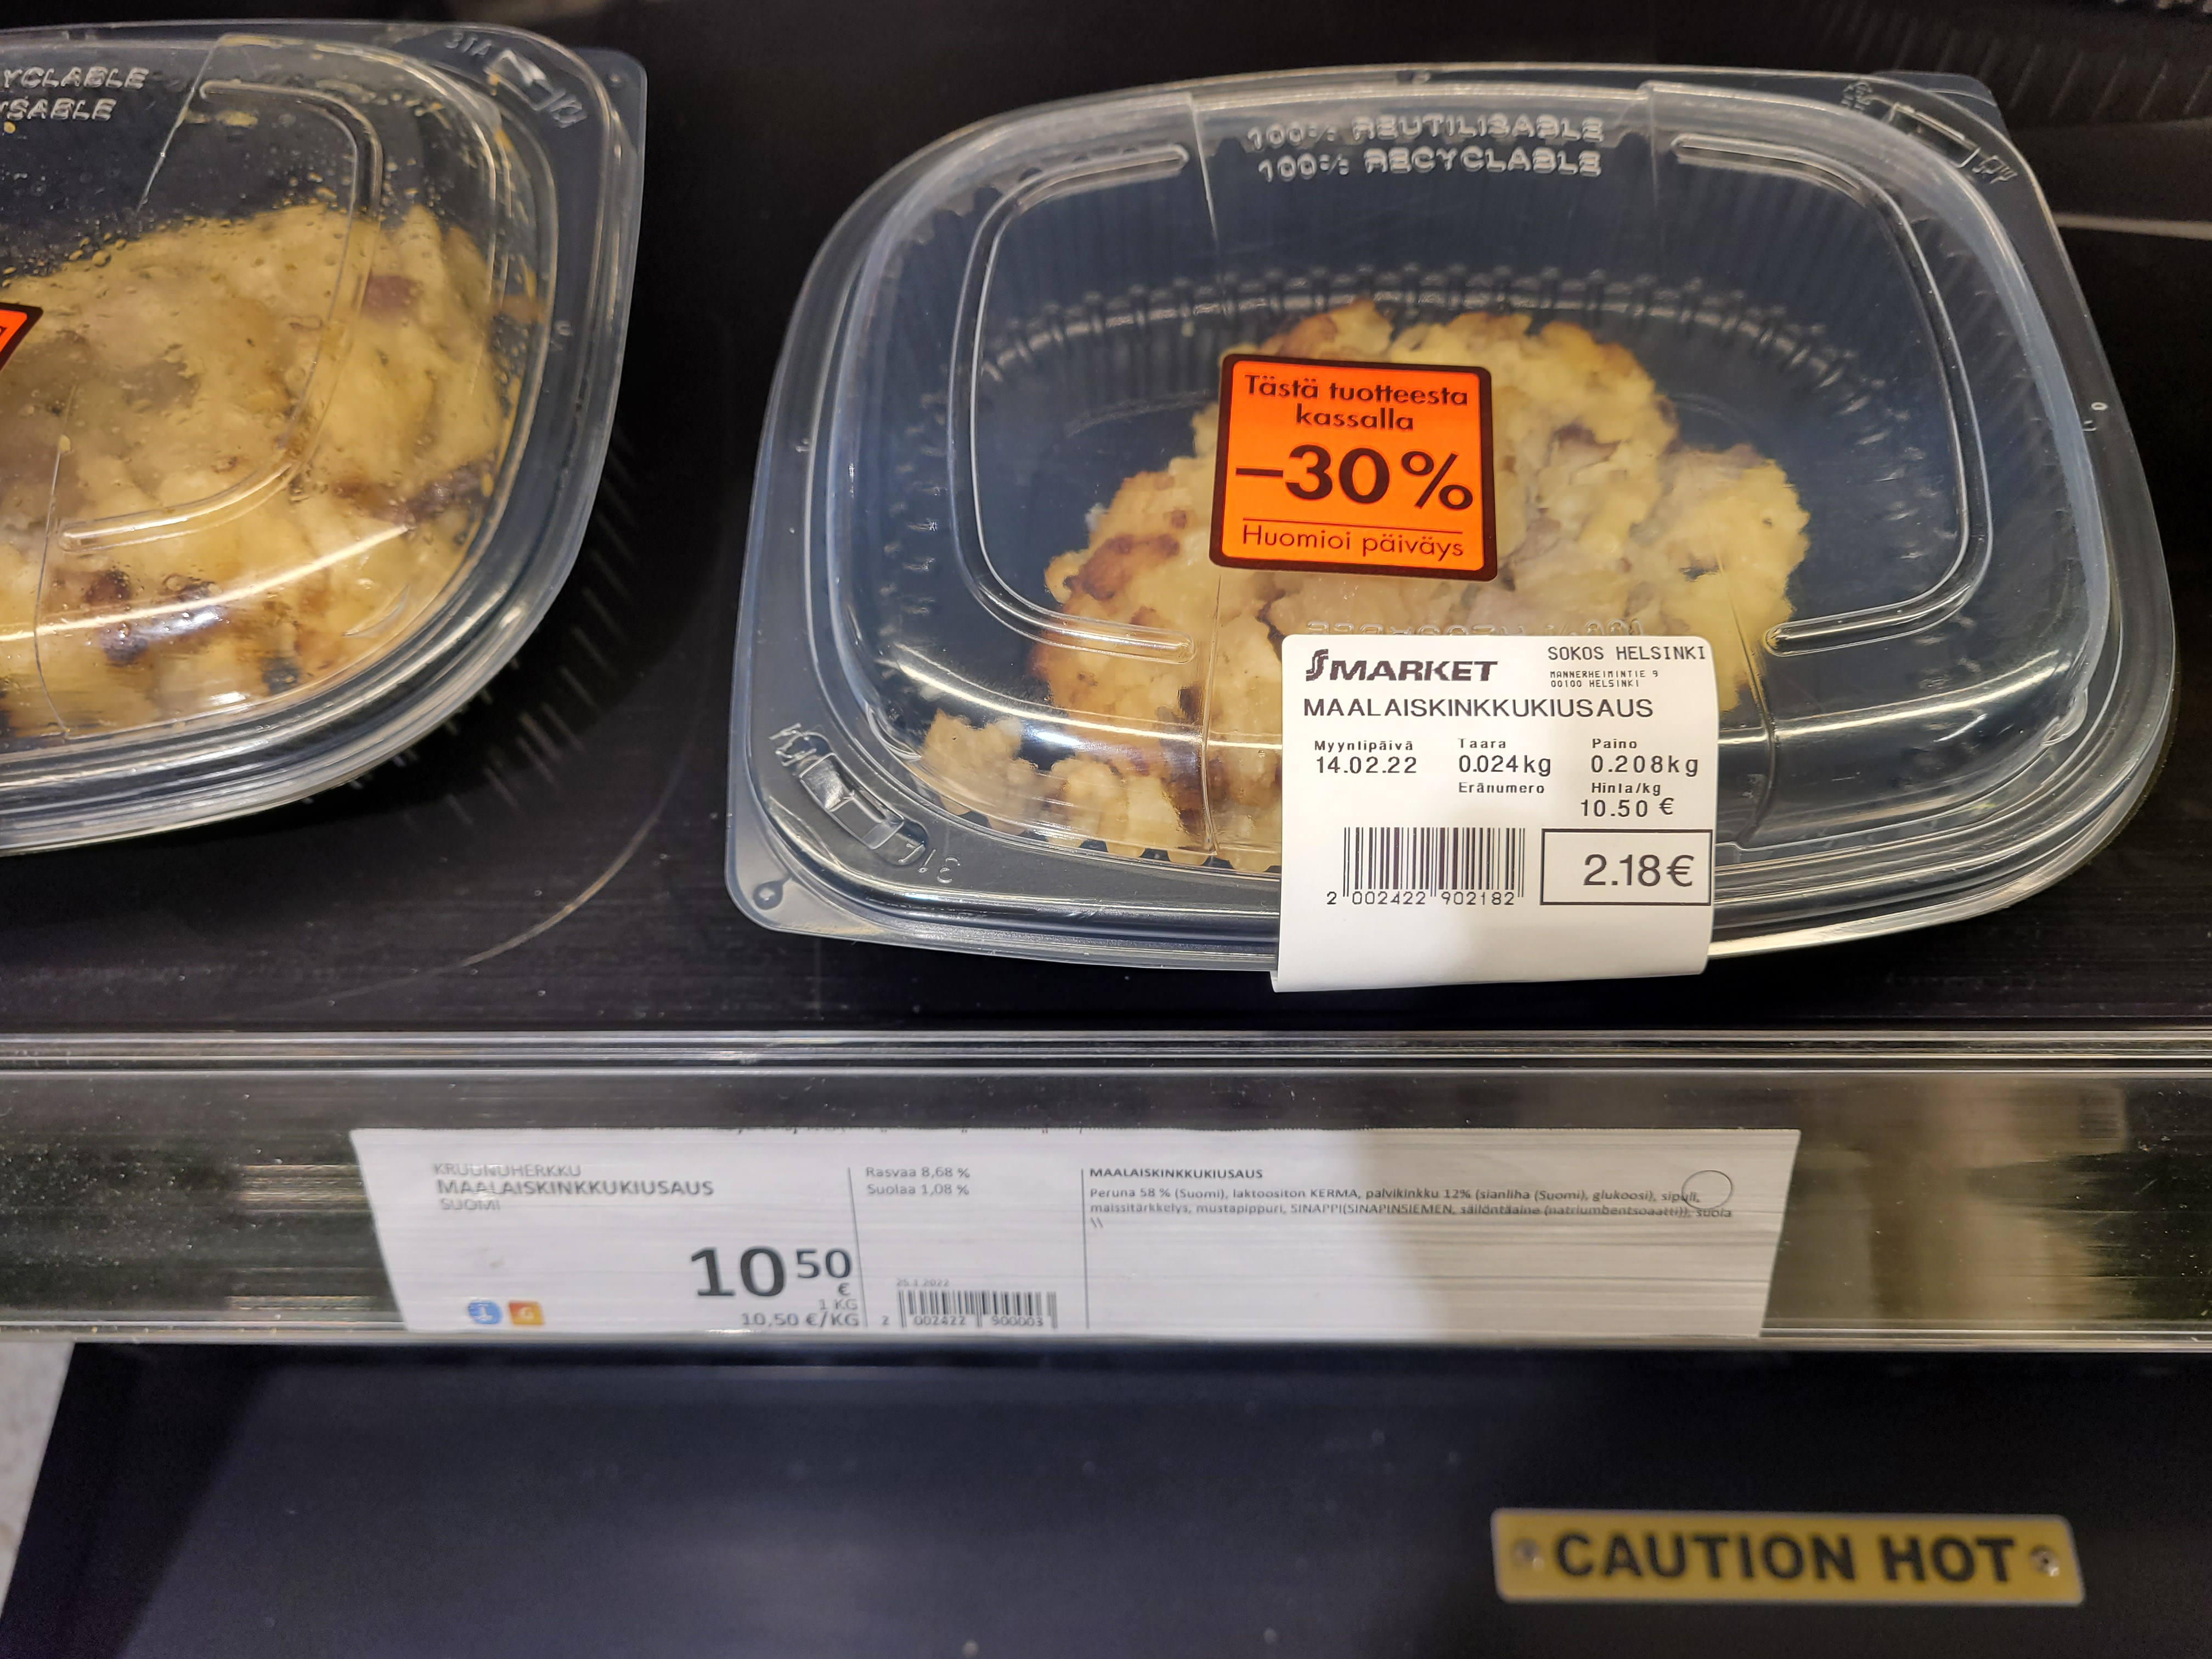 YCLABLE
SABLE
100% REUTILISABLE
100% RECYCLABLE
Tästä tuotteesta
kassalla
–30%
Huomioi päiväys
S MARKET
SOKOS HELSINKI
MANNERHEIMINTIE 9
00100 HELSINKI
MAALAISKINKKUKIUSAUS
Myyntipäivä Taara Paino
14.02.22 0.024kg 0.208kg
Eränumero Hinta/kg
10.50 €
2.18€
2 002422 902182
KRUUNUHERKKU
MAALAISKINKKUKIUSAUS
SUOMI
10 50
€
1 KG
10,50 €/KG
Rasvaa 8,68 %
Suolaa 1,08 %
25.1.2022
2 002422 900003
MAALAISKINKKUKIUSAUS
Peruna 58 % (Suomi), laktoositon KERMA, palvikinkku 12% (sianliha (Suomi), glukoosi), sipuli,
maissitärkkelys, mustapippuri, SINAPPI(SINAPINSIEMEN, säilöntäaine (natriumbentsoaatti)), suola
\\
CAUTION HOT